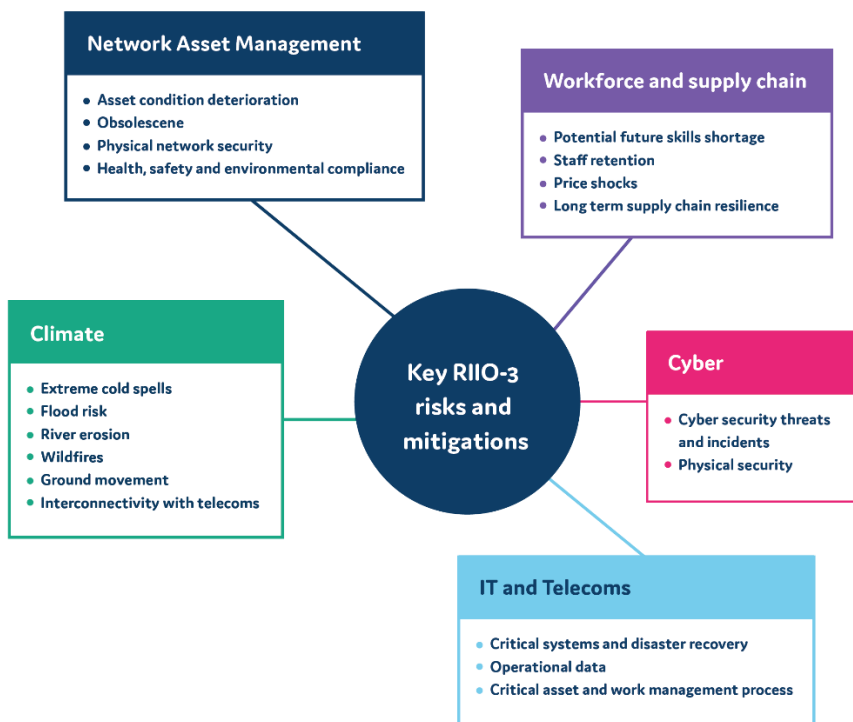 Network Asset Management
Asset condition deterioration
Obsolescene
Physical network security
Health, safety and environmental compliance
Workforce and supply chain
Potential future skills shortage
Staff retention
Price shocks
Long term supply chain resilience
Climate
Extreme cold spells
Flood risk
River erosion
Wildfires
Ground movement
Interconnectivity with telecoms
Key RIIO-3
risks and
mitigations
Cyber
Cyber security threats
and incidents
Physical security
IT and Telecoms
Critical systems and disaster recovery
Operational data
Critical asset and work management process